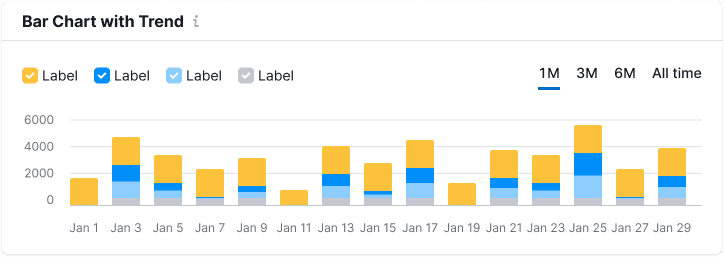 Bar Chart with Trend i
Label Label Label Label 1M 3M 6M All time
6000
4000
2000
0
Jan 1 Jan 3 Jan 5 Jan 7 Jan 9 Jan 11 Jan 13 Jan 15 Jan 17 Jan 19 Jan 21 Jan 23 Jan 25 Jan 27 Jan 29